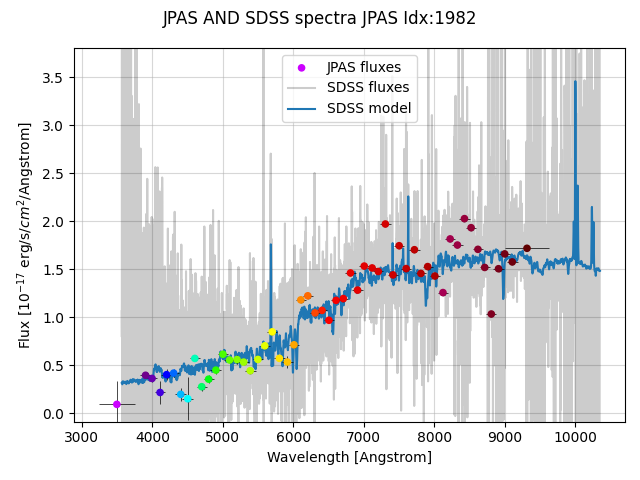 JPAS AND SDSS spectra JPAS Idx:1982
JPAS fluxes
SDSS fluxes
SDSS model
Flux [10⁻¹⁷ erg/s/cm²/Angstrom]
3.5
3.0
2.5
2.0
1.5
1.0
0.5
0.0
3000 4000 5000 6000 7000 8000 9000 10000
Wavelength [Angstrom]